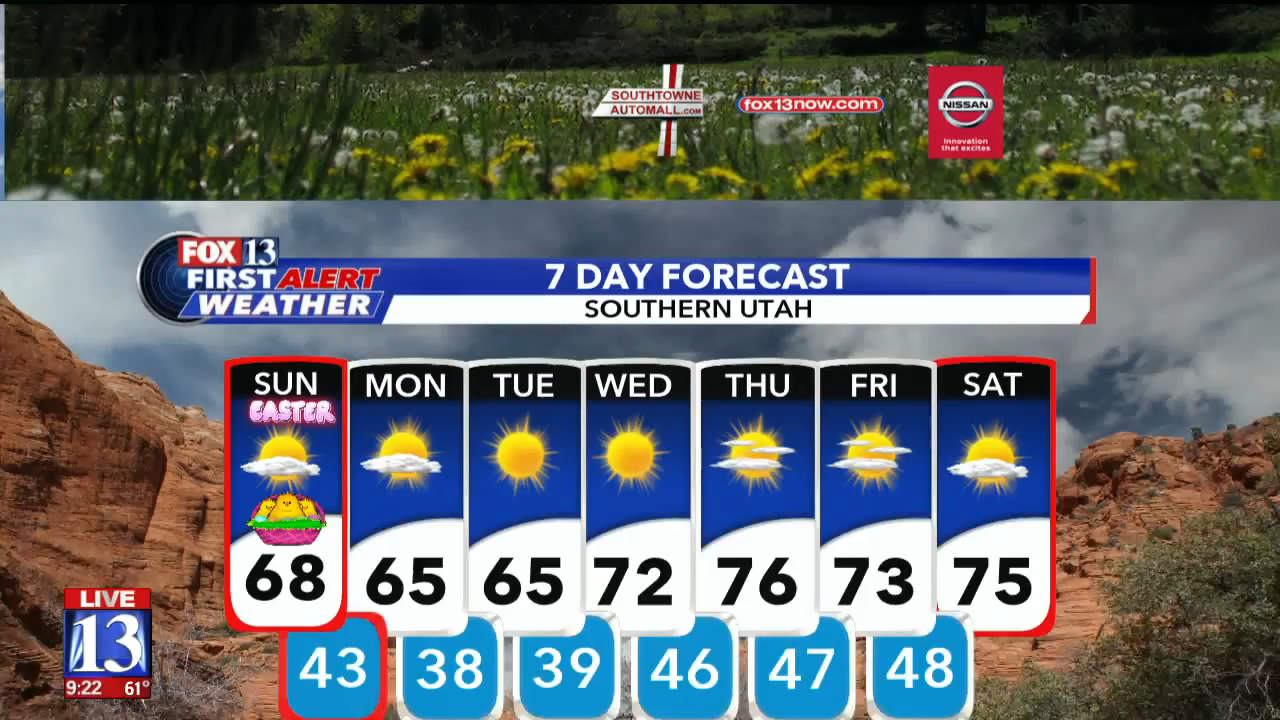 SOUTHTOWNE
AUTOMALL.COM
fox13now.com
NISSAN
Innovation
that excites
FOX 13
FIRST ALERT
WEATHER
7 DAY FORECAST
SOUTHERN UTAH
SUN MON TUE WED THU FRI SAT
EASTER
68 65 65 72 76 73 75
43 38 39 46 47 48
LIVE
13
9:22 61°